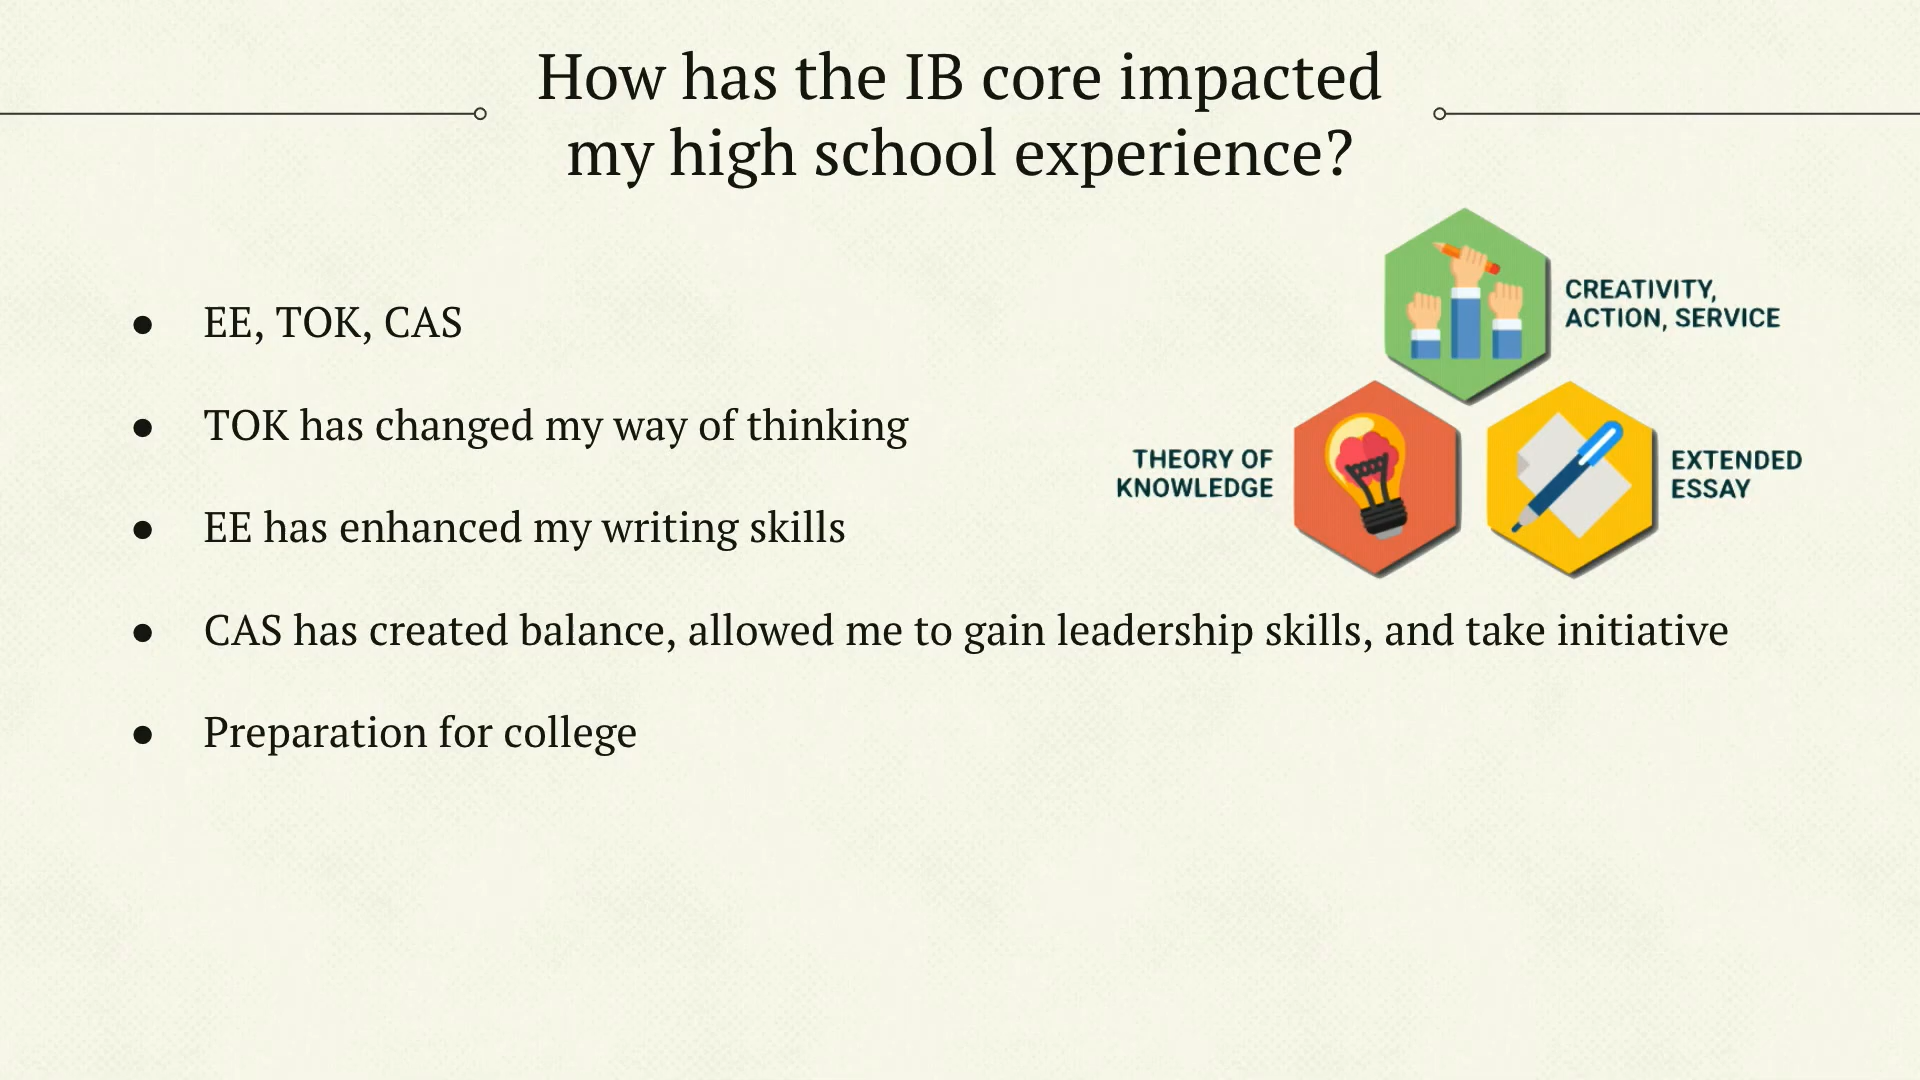 How has the IB core impacted
my high school experience?
● EE, TOK, CAS
● TOK has changed my way of thinking
● EE has enhanced my writing skills
● CAS has created balance, allowed me to gain leadership skills, and take initiative
● Preparation for college
CREATIVITY,
ACTION, SERVICE
THEORY OF
KNOWLEDGE
EXTENDED
ESSAY